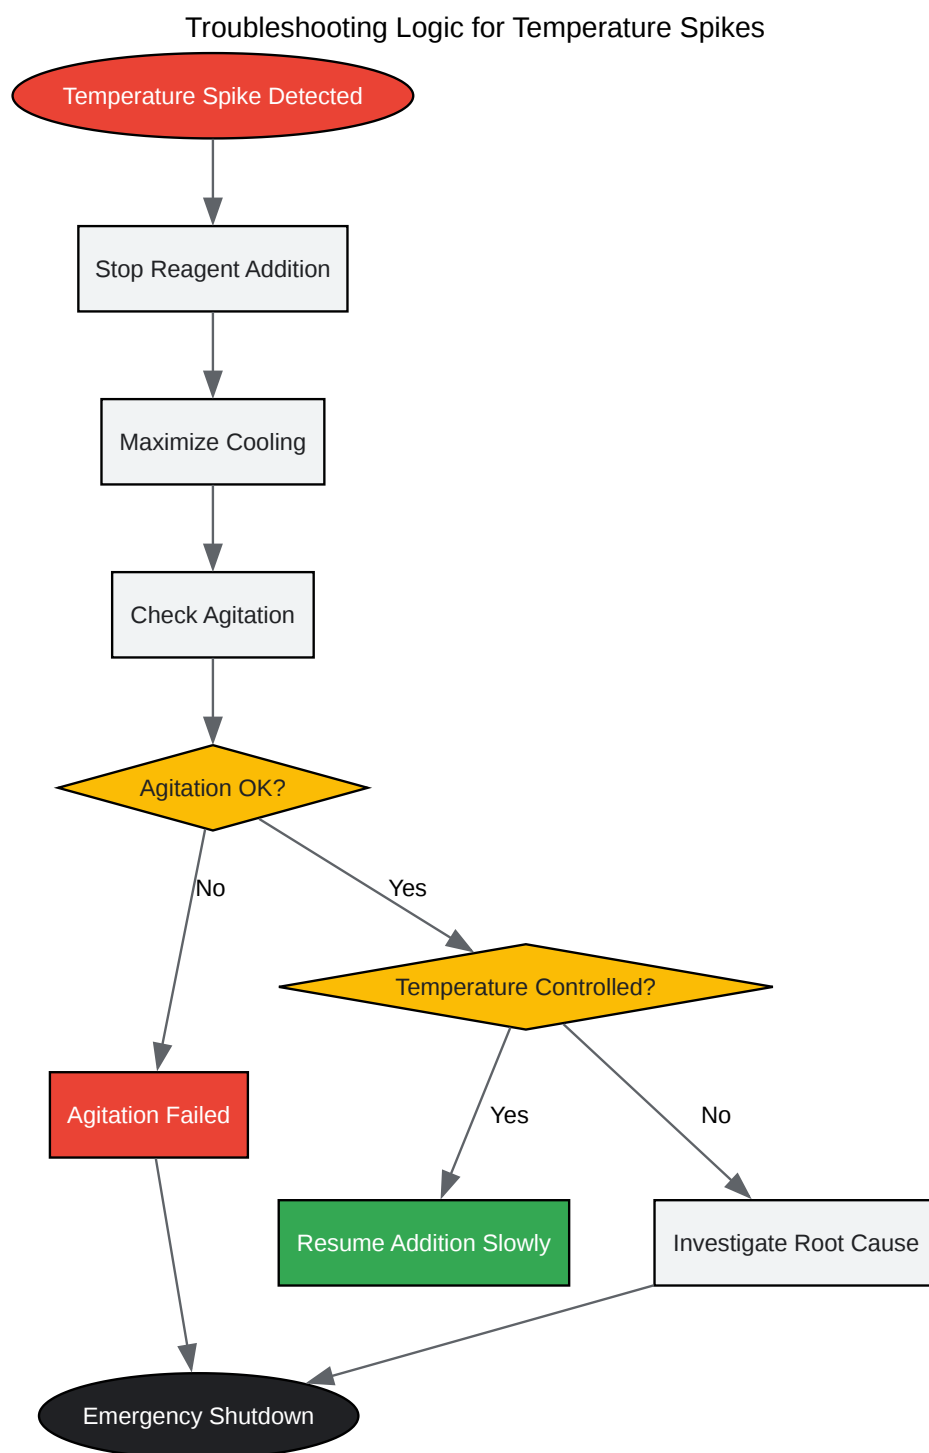 Troubleshooting Logic for Temperature Spikes
Temperature Spike Detected
Stop Reagent Addition
Maximize Cooling
Check Agitation
Agitation OK?
No
Yes
Temperature Controlled?
Agitation Failed
Yes
No
Resume Addition Slowly
Investigate Root Cause
Emergency Shutdown